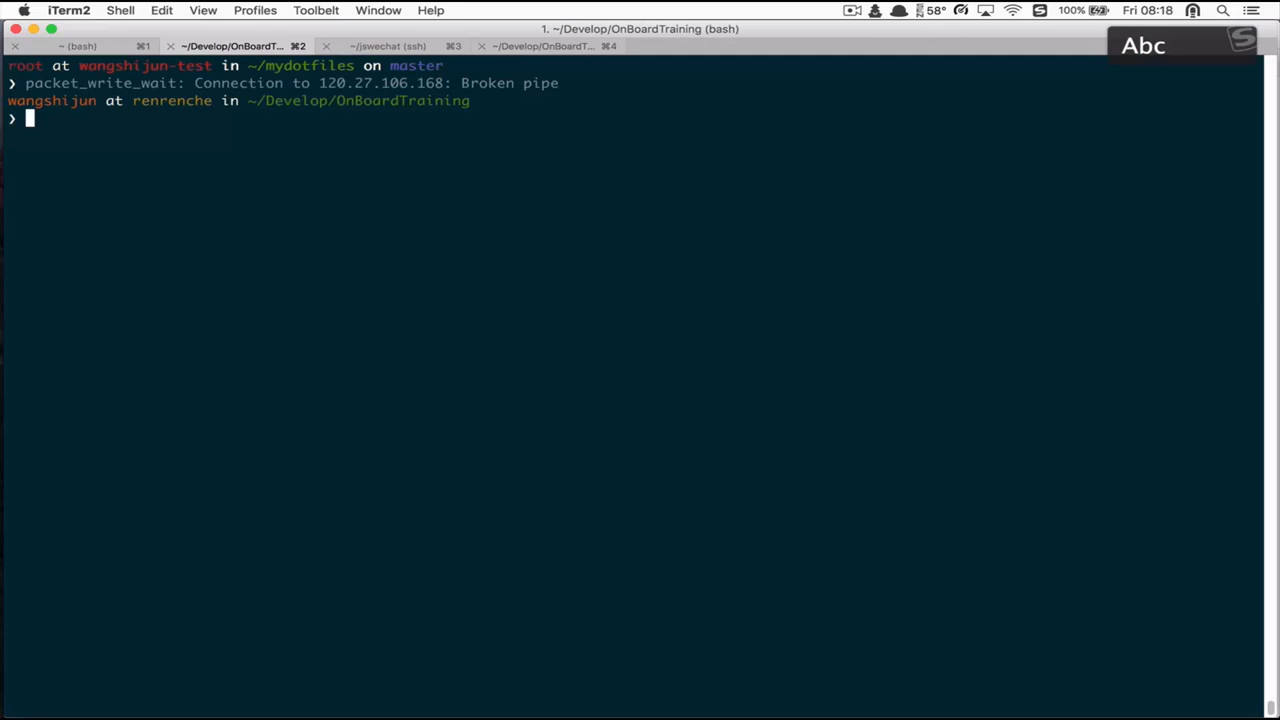 iTerm2 Shell Edit View Profiles Toolbelt Window Help 58° 100% Fri 08:18
1. ~/Develop/OnBoardTraining (bash)
~ (bash) ⌘1 ~/Develop/OnBoardT... ⌘2 ~/jswechat (ssh) ⌘3 ~/Develop/OnBoardT... ⌘4
Abc
root at wangshijun-test in ~/mydotfiles on master
❯ packet_write_wait: Connection to 120.27.106.168: Broken pipe
wangshijun at renrenche in ~/Develop/OnBoardTraining
❯